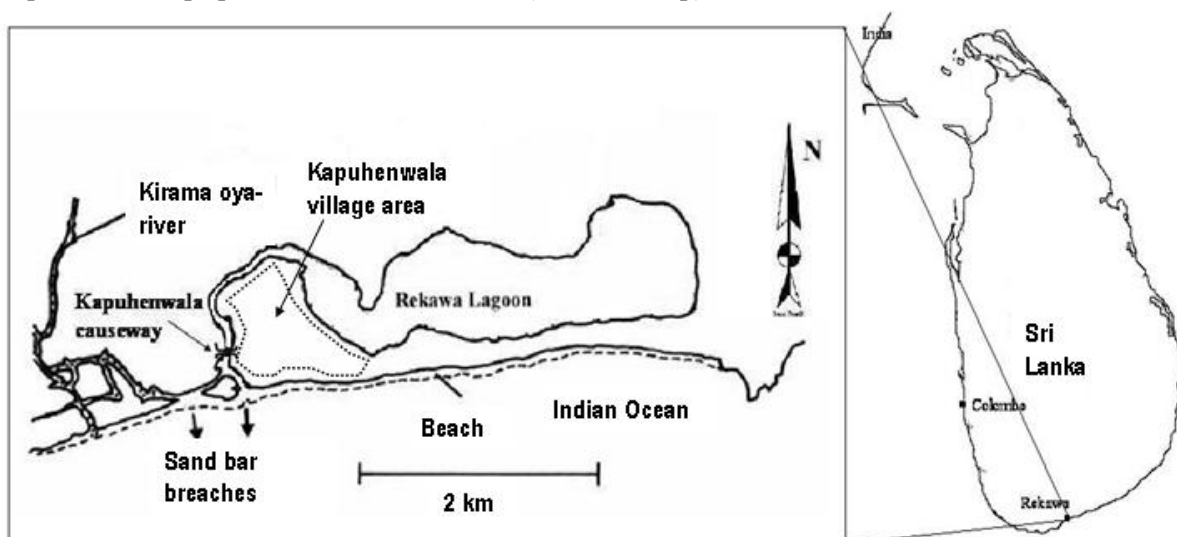 India
N
Kirama oya-
river
Kapuhenwala
village area
Kapuhenwala
causeway
Rekawa Lagoon
Sri
Lanka
Colombo
Beach
Indian Ocean
Sand bar
breaches
2 km
Rekawa